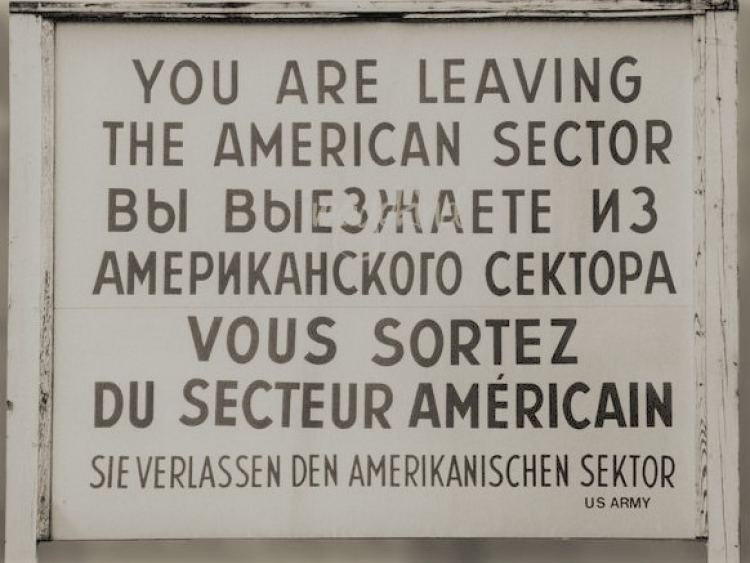 YOU ARE LEAVING
THE AMERICAN SECTOR
ВЫ ВЫЕЗЖАЕТЕ ИЗ
АМЕРИКАНСКОГО СЕКТОРА
VOUS SORTEZ
DU SECTEUR AMÉRICAIN
SIE VERLASSEN DEN AMERIKANISCHEN SEKTOR
US ARMY